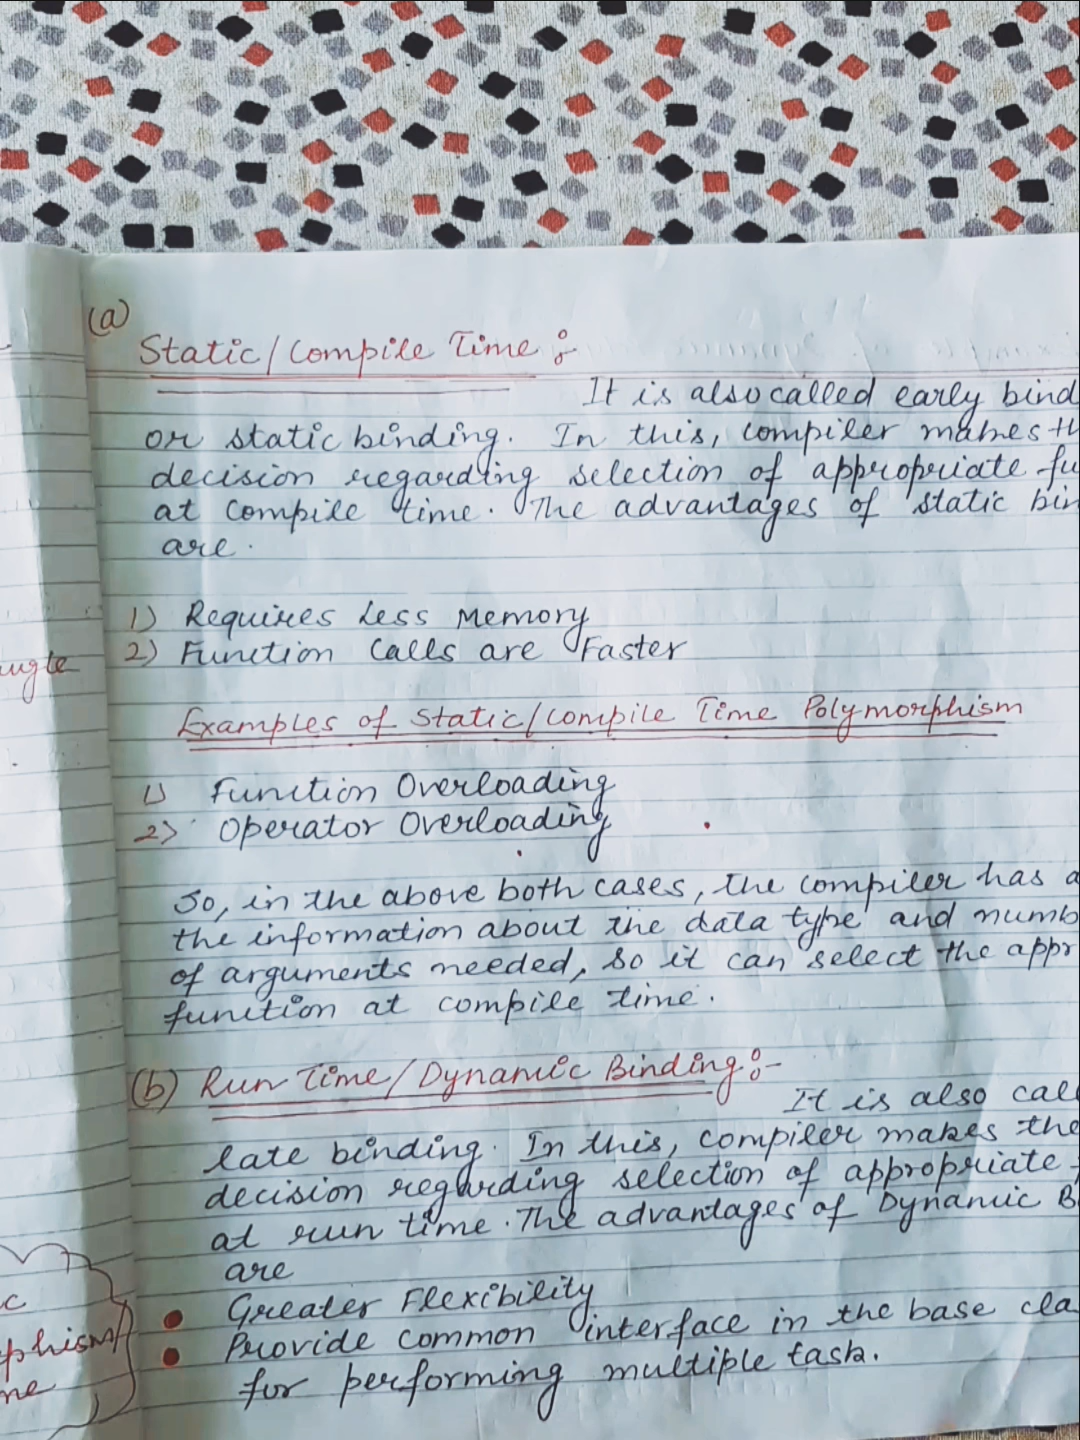 (a)
Static/Compile Time :-
It is also called early bind
or static binding. In this, compiler makes th
decision regarding selection of appropriate fu
at compile time. The advantages of static bin
are.
1) Requires Less Memory
2) Function Calls are Faster
ungle
Examples of Static/Compile Time Polymorphism
1) Function Overloading
2) Operator Overloading
So, in the above both cases, the compiler has a
the information about the data type and numb
of arguments needed, so it can select the appr
function at compile time.
(b) Run Time/Dynamic Binding :-
It is also call
late binding. In this, compiler makes the
decision regarding selection of appropriate
at run time. The advantages of Dynamic B
are
• Greater Flexibility
• Provide common interface in the base cla
for performing multiple task.
c
phism/
me